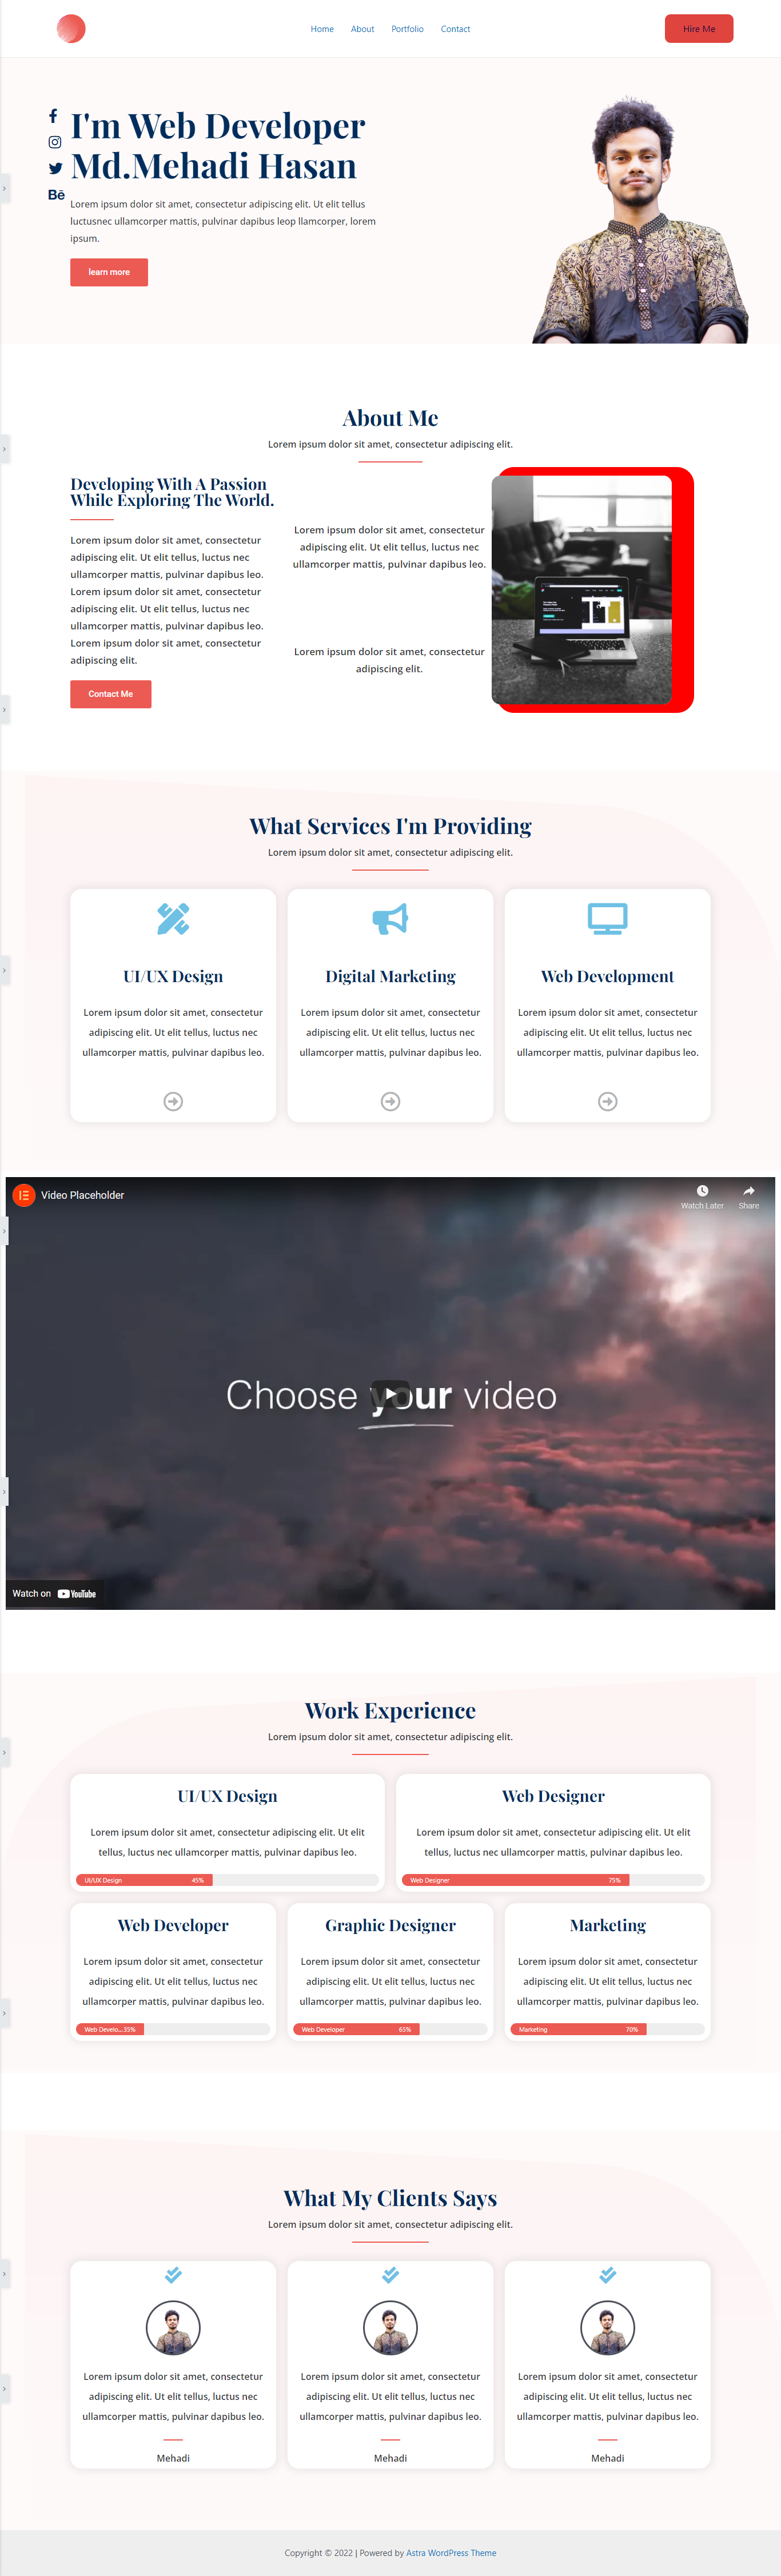 Home About Portfolio Contact
Hire Me
I'm Web Developer
Md.Mehadi Hasan
Bē
Lorem ipsum dolor sit amet, consectetur adipiscing elit. Ut elit tellus
luctusnec ullamcorper mattis, pulvinar dapibus leop llamcorper, lorem
ipsum.
learn more
About Me
Lorem ipsum dolor sit amet, consectetur adipiscing elit.
Developing With A Passion
While Exploring The World.
Lorem ipsum dolor sit amet, consectetur
adipiscing elit. Ut elit tellus, luctus nec
ullamcorper mattis, pulvinar dapibus leo.
Lorem ipsum dolor sit amet, consectetur
adipiscing elit. Ut elit tellus, luctus nec
ullamcorper mattis, pulvinar dapibus leo.
Lorem ipsum dolor sit amet, consectetur
adipiscing elit.
Contact Me
Lorem ipsum dolor sit amet, consectetur
adipiscing elit. Ut elit tellus, luctus nec
ullamcorper mattis, pulvinar dapibus leo.
Lorem ipsum dolor sit amet, consectetur
adipiscing elit.
What Services I'm Providing
Lorem ipsum dolor sit amet, consectetur adipiscing elit.
UI/UX Design
Lorem ipsum dolor sit amet, consectetur
adipiscing elit. Ut elit tellus, luctus nec
ullamcorper mattis, pulvinar dapibus leo.
Digital Marketing
Lorem ipsum dolor sit amet, consectetur
adipiscing elit. Ut elit tellus, luctus nec
ullamcorper mattis, pulvinar dapibus leo.
Web Development
Lorem ipsum dolor sit amet, consectetur
adipiscing elit. Ut elit tellus, luctus nec
ullamcorper mattis, pulvinar dapibus leo.
Video Placeholder
Watch Later
Share
Choose your video
Watch on YouTube
Work Experience
Lorem ipsum dolor sit amet, consectetur adipiscing elit.
UI/UX Design
Lorem ipsum dolor sit amet, consectetur adipiscing elit. Ut elit
tellus, luctus nec ullamcorper mattis, pulvinar dapibus leo.
UI/UX Design 45%
Web Designer
Lorem ipsum dolor sit amet, consectetur adipiscing elit. Ut elit
tellus, luctus nec ullamcorper mattis, pulvinar dapibus leo.
Web Designer 75%
Web Developer
Lorem ipsum dolor sit amet, consectetur
adipiscing elit. Ut elit tellus, luctus nec
ullamcorper mattis, pulvinar dapibus leo.
Web Develo...35%
Graphic Designer
Lorem ipsum dolor sit amet, consectetur
adipiscing elit. Ut elit tellus, luctus nec
ullamcorper mattis, pulvinar dapibus leo.
Web Developer 65%
Marketing
Lorem ipsum dolor sit amet, consectetur
adipiscing elit. Ut elit tellus, luctus nec
ullamcorper mattis, pulvinar dapibus leo.
Marketing 70%
What My Clients Says
Lorem ipsum dolor sit amet, consectetur adipiscing elit.
Lorem ipsum dolor sit amet, consectetur
adipiscing elit. Ut elit tellus, luctus nec
ullamcorper mattis, pulvinar dapibus leo.
Mehadi
Lorem ipsum dolor sit amet, consectetur
adipiscing elit. Ut elit tellus, luctus nec
ullamcorper mattis, pulvinar dapibus leo.
Mehadi
Lorem ipsum dolor sit amet, consectetur
adipiscing elit. Ut elit tellus, luctus nec
ullamcorper mattis, pulvinar dapibus leo.
Mehadi
Copyright © 2022 | Powered by Astra WordPress Theme